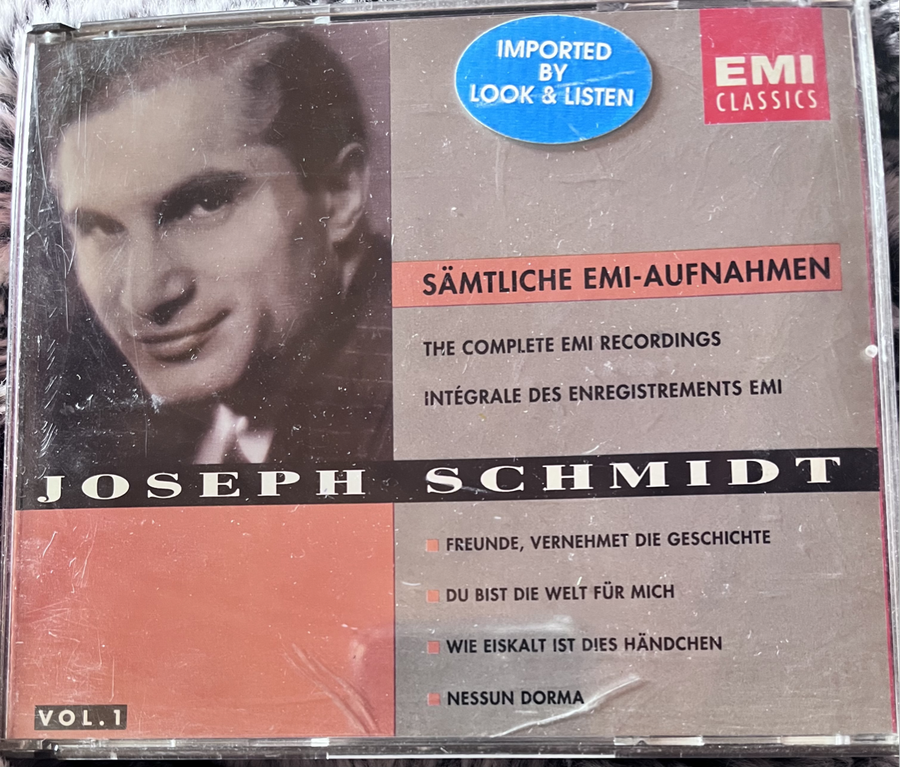 IMPORTED
BY
LOOK & LISTEN
EMI
CLASSICS
SÄMTLICHE EMI-AUFNAHMEN
THE COMPLETE EMI RECORDINGS
INTÉGRALE DES ENREGISTREMENTS EMI
JOSEPH SCHMIDT
FREUNDE, VERNEHMET DIE GESCHICHTE
DU BIST DIE WELT FÜR MICH
WIE EISKALT IST DIES HÄNDCHEN
NESSUN DORMA
VOL.1